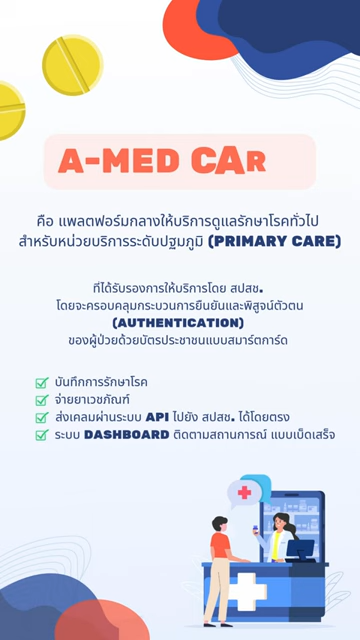 A-MED CAR
คือ แพลตฟอร์มกลางให้บริการดูแลรักษาโรคทั่วไป
สำหรับหน่วยบริการระดับปฐมภูมิ (PRIMARY CARE)
ที่ได้รับรองการให้บริการโดย สปสช.
โดยจะครอบคลุมกระบวนการยืนยันและพิสูจน์ตัวตน
(AUTHENTICATION)
ของผู้ป่วยด้วยบัตรประชาชนแบบสมาร์ตการ์ด
บันทึกการรักษาโรค
จ่ายยาเวชภัณฑ์
ส่งเคลมผ่านระบบ API ไปยัง สปสช. ได้โดยตรง
ระบบ DASHBOARD ติดตามสถานการณ์ แบบเบ็ดเสร็จ